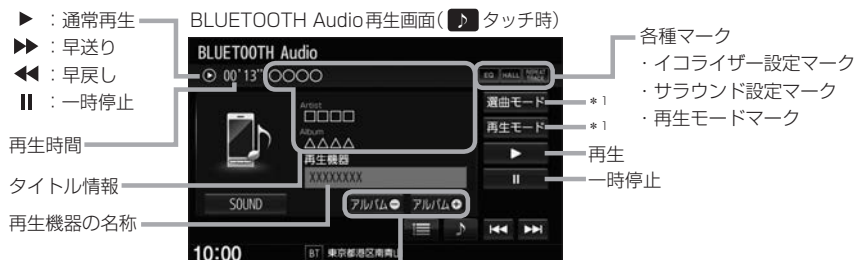 ▶ ：通常再生
▶▶ ：早送り
◀◀ ：早戻し
II ：一時停止
再生時間
タイトル情報
再生機器の名称
BLUETOOTH Audio再生画面(♪タッチ時)
BLUETOOTH Audio
00'13" ○○○○
EQ HALL REPEAT TRACK
Artist
□□□□
Album
△△△△
再生機器
XXXXXXXX
SOUND
アルバム⊖ アルバム⊕
選曲モード
再生モード
10:00
BT 東京都港区南青山
各種マーク
・イコライザー設定マーク
・サラウンド設定マーク
・再生モードマーク
＊1
＊1
再生
一時停止